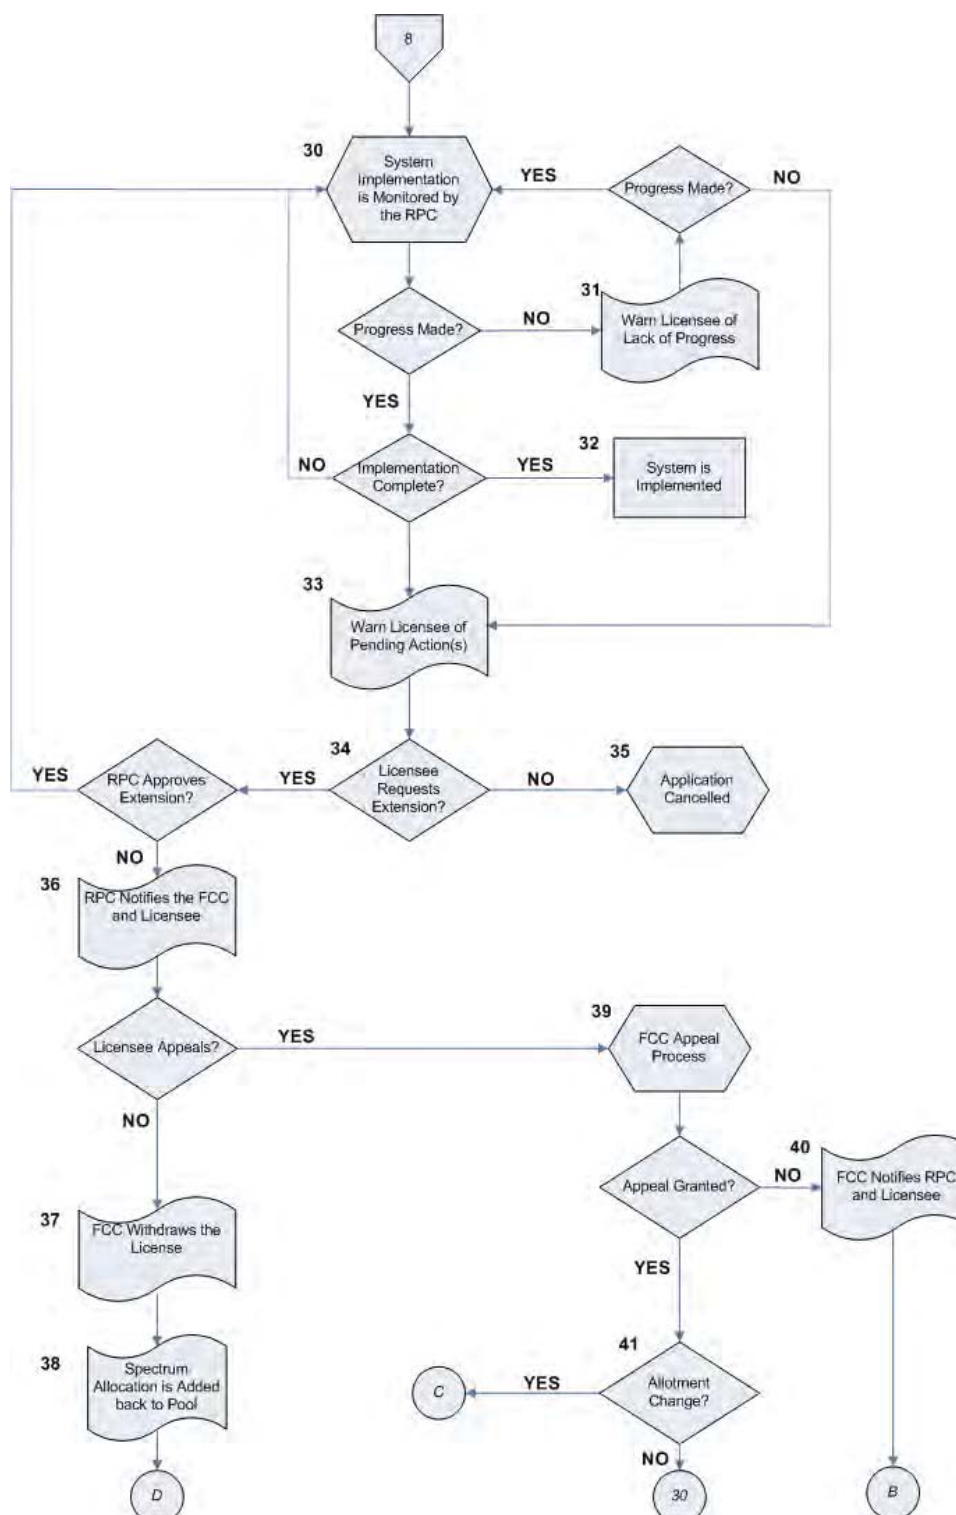 8
30
System
Implementation
is Monitored by
the RPC
YES
Progress Made?
NO
31
Progress Made?
NO
Warn Licensee of
Lack of Progress
YES
32
NO
Implementation
Complete?
YES
System is
Implemented
33
Warn Licensee of
Pending Action(s)
34
35
YES
RPC Approves
Extension?
YES
Licensee
Requests
Extension?
NO
Application
Cancelled
NO
36
RPC Notifies the FCC
and Licensee
39
Licensee Appeals?
YES
FCC Appeal
Process
NO
40
Appeal Granted?
NO
FCC Notifies RPC
and Licensee
37
FCC Withdraws the
License
YES
38
Spectrum
Allocation is Added
back to Pool
41
C
YES
Allotment
Change?
NO
D
30
B